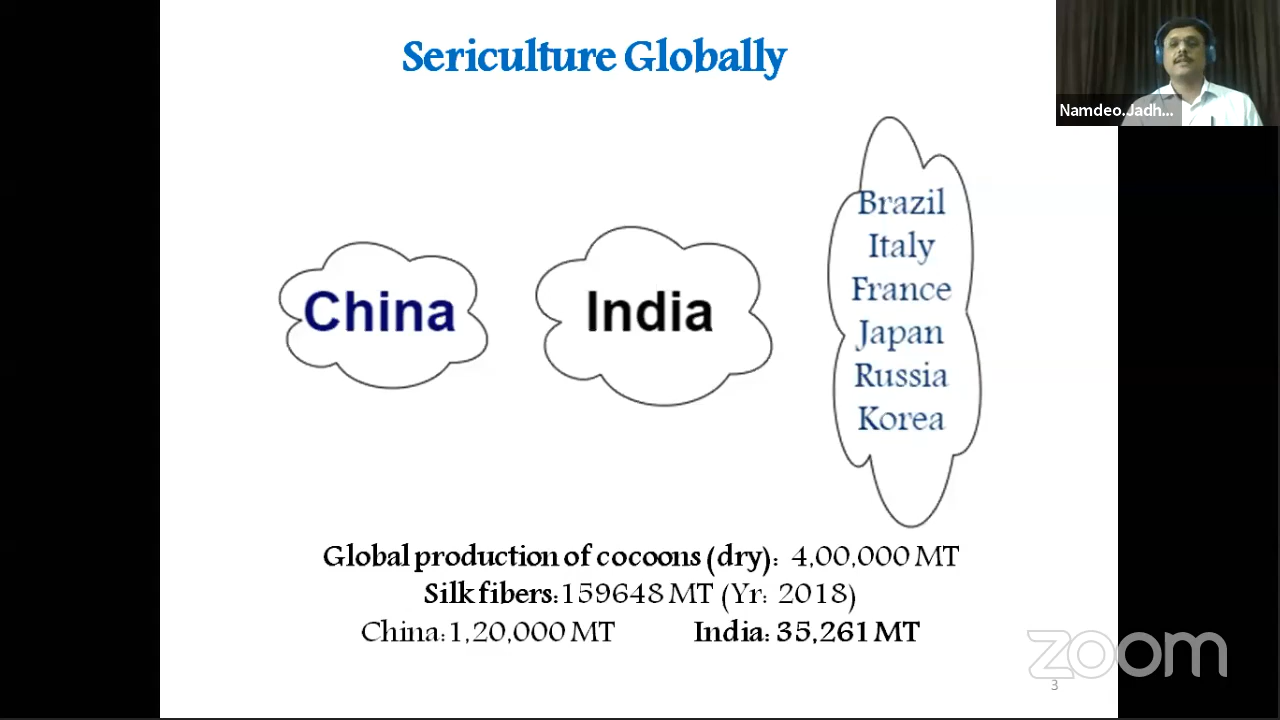 Sericulture Globally
Namdeo.Jadh...
China
India
Brazil
Italy
France
Japan
Russia
Korea
Global production of cocoons (dry): 4,00,000 MT
Silk fibers:159648 MT (Yr: 2018)
China:1,20,000 MT India: 35,261 MT
zoom
3